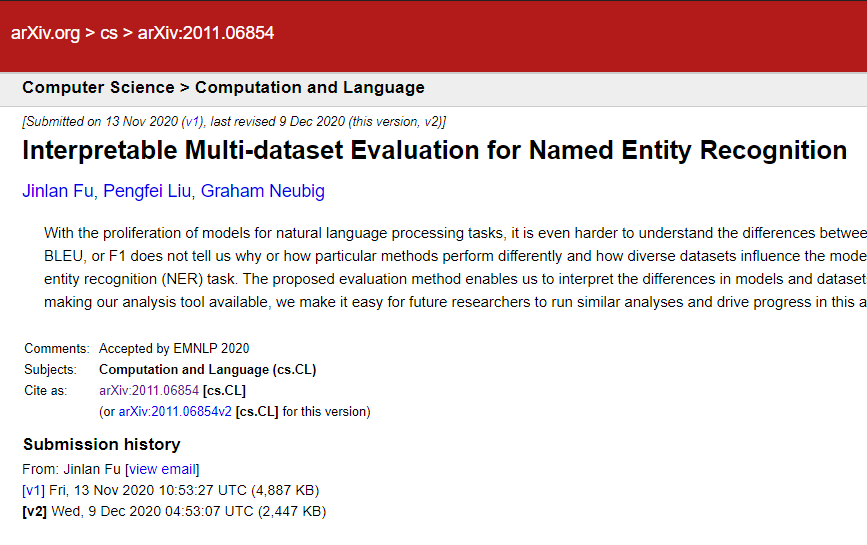 arXiv.org > cs > arXiv:2011.06854
Computer Science > Computation and Language
[Submitted on 13 Nov 2020 (v1), last revised 9 Dec 2020 (this version, v2)]
Interpretable Multi-dataset Evaluation for Named Entity Recognition
Jinlan Fu, Pengfei Liu, Graham Neubig
With the proliferation of models for natural language processing tasks, it is even harder to understand the differences
BLEU, or F1 does not tell us why or how particular methods perform differently and how diverse datasets influence the
entity recognition (NER) task. The proposed evaluation method enables us to interpret the differences in models and
making our analysis tool available, we make it easy for future researchers to run similar analyses and drive progress in this
Comments: Accepted by EMNLP 2020
Subjects: Computation and Language (cs.CL)
Cite as: arXiv:2011.06854 [cs.CL]
(or arXiv:2011.06854v2 [cs.CL] for this version)
Submission history
From: Jinlan Fu [view email]
[v1] Fri, 13 Nov 2020 10:53:27 UTC (4,887 KB)
[v2] Wed, 9 Dec 2020 04:53:07 UTC (2,447 KB)